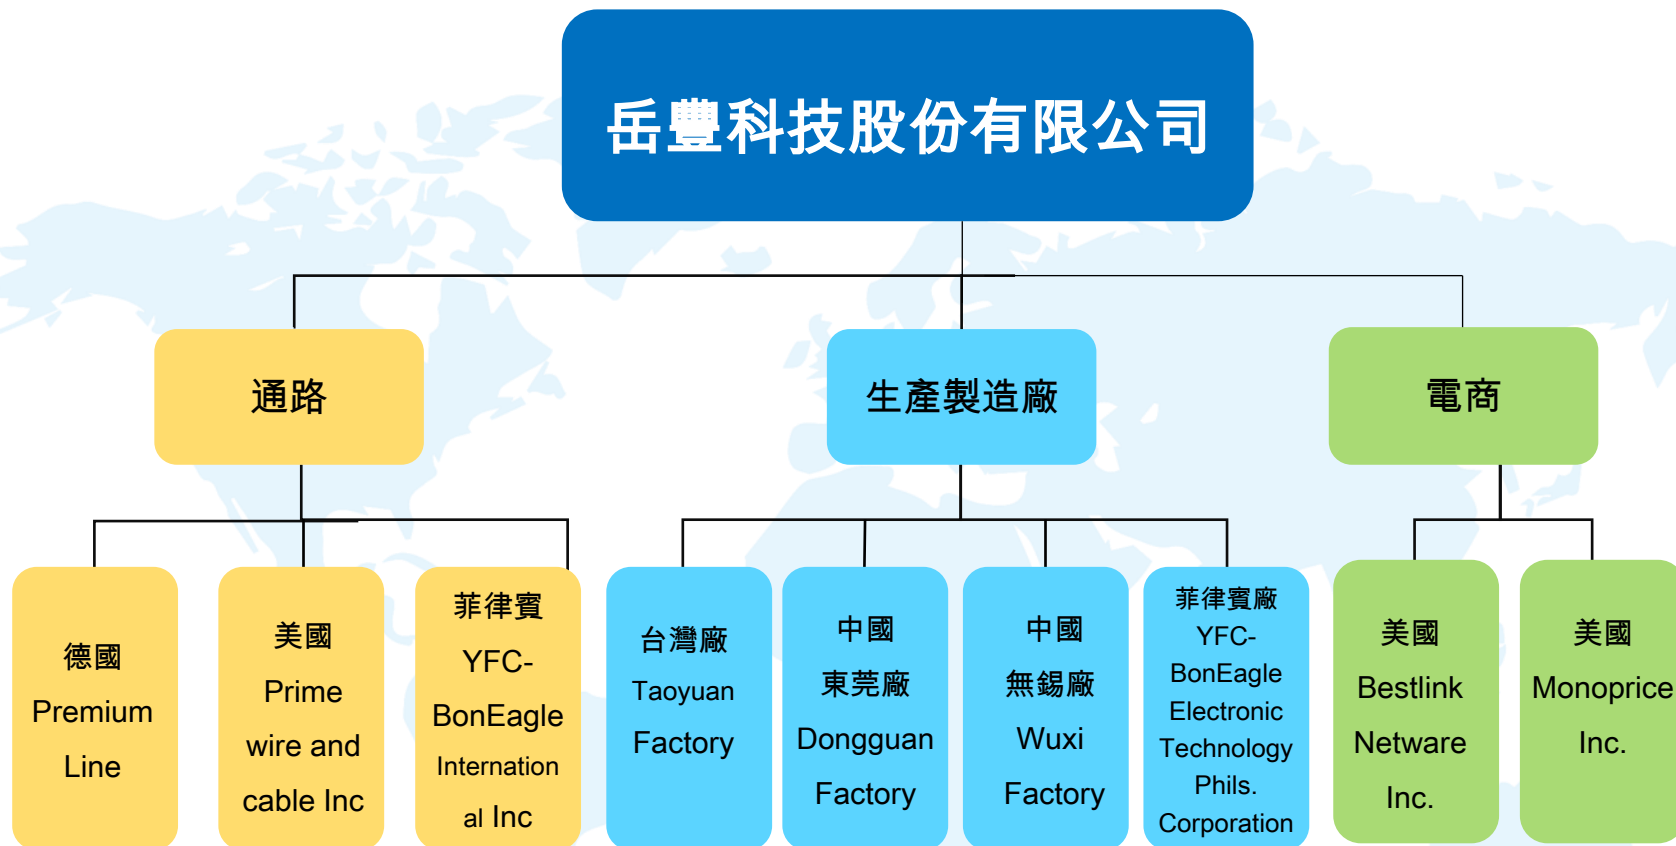 岳豐科技股份有限公司
通路
生產製造廠
電商
德國
Premium
Line
美國
Prime
wire and
cable Inc
菲律賓
YFC-
BonEagle
Internation
al Inc
台灣廠
Taoyuan
Factory
中國
東莞廠
Dongguan
Factory
中國
無錫廠
Wuxi
Factory
菲律賓廠
YFC-
BonEagle
Electronic
Technology
Phils.
Corporation
美國
Bestlink
Netware
Inc.
美國
Monoprice
Inc.